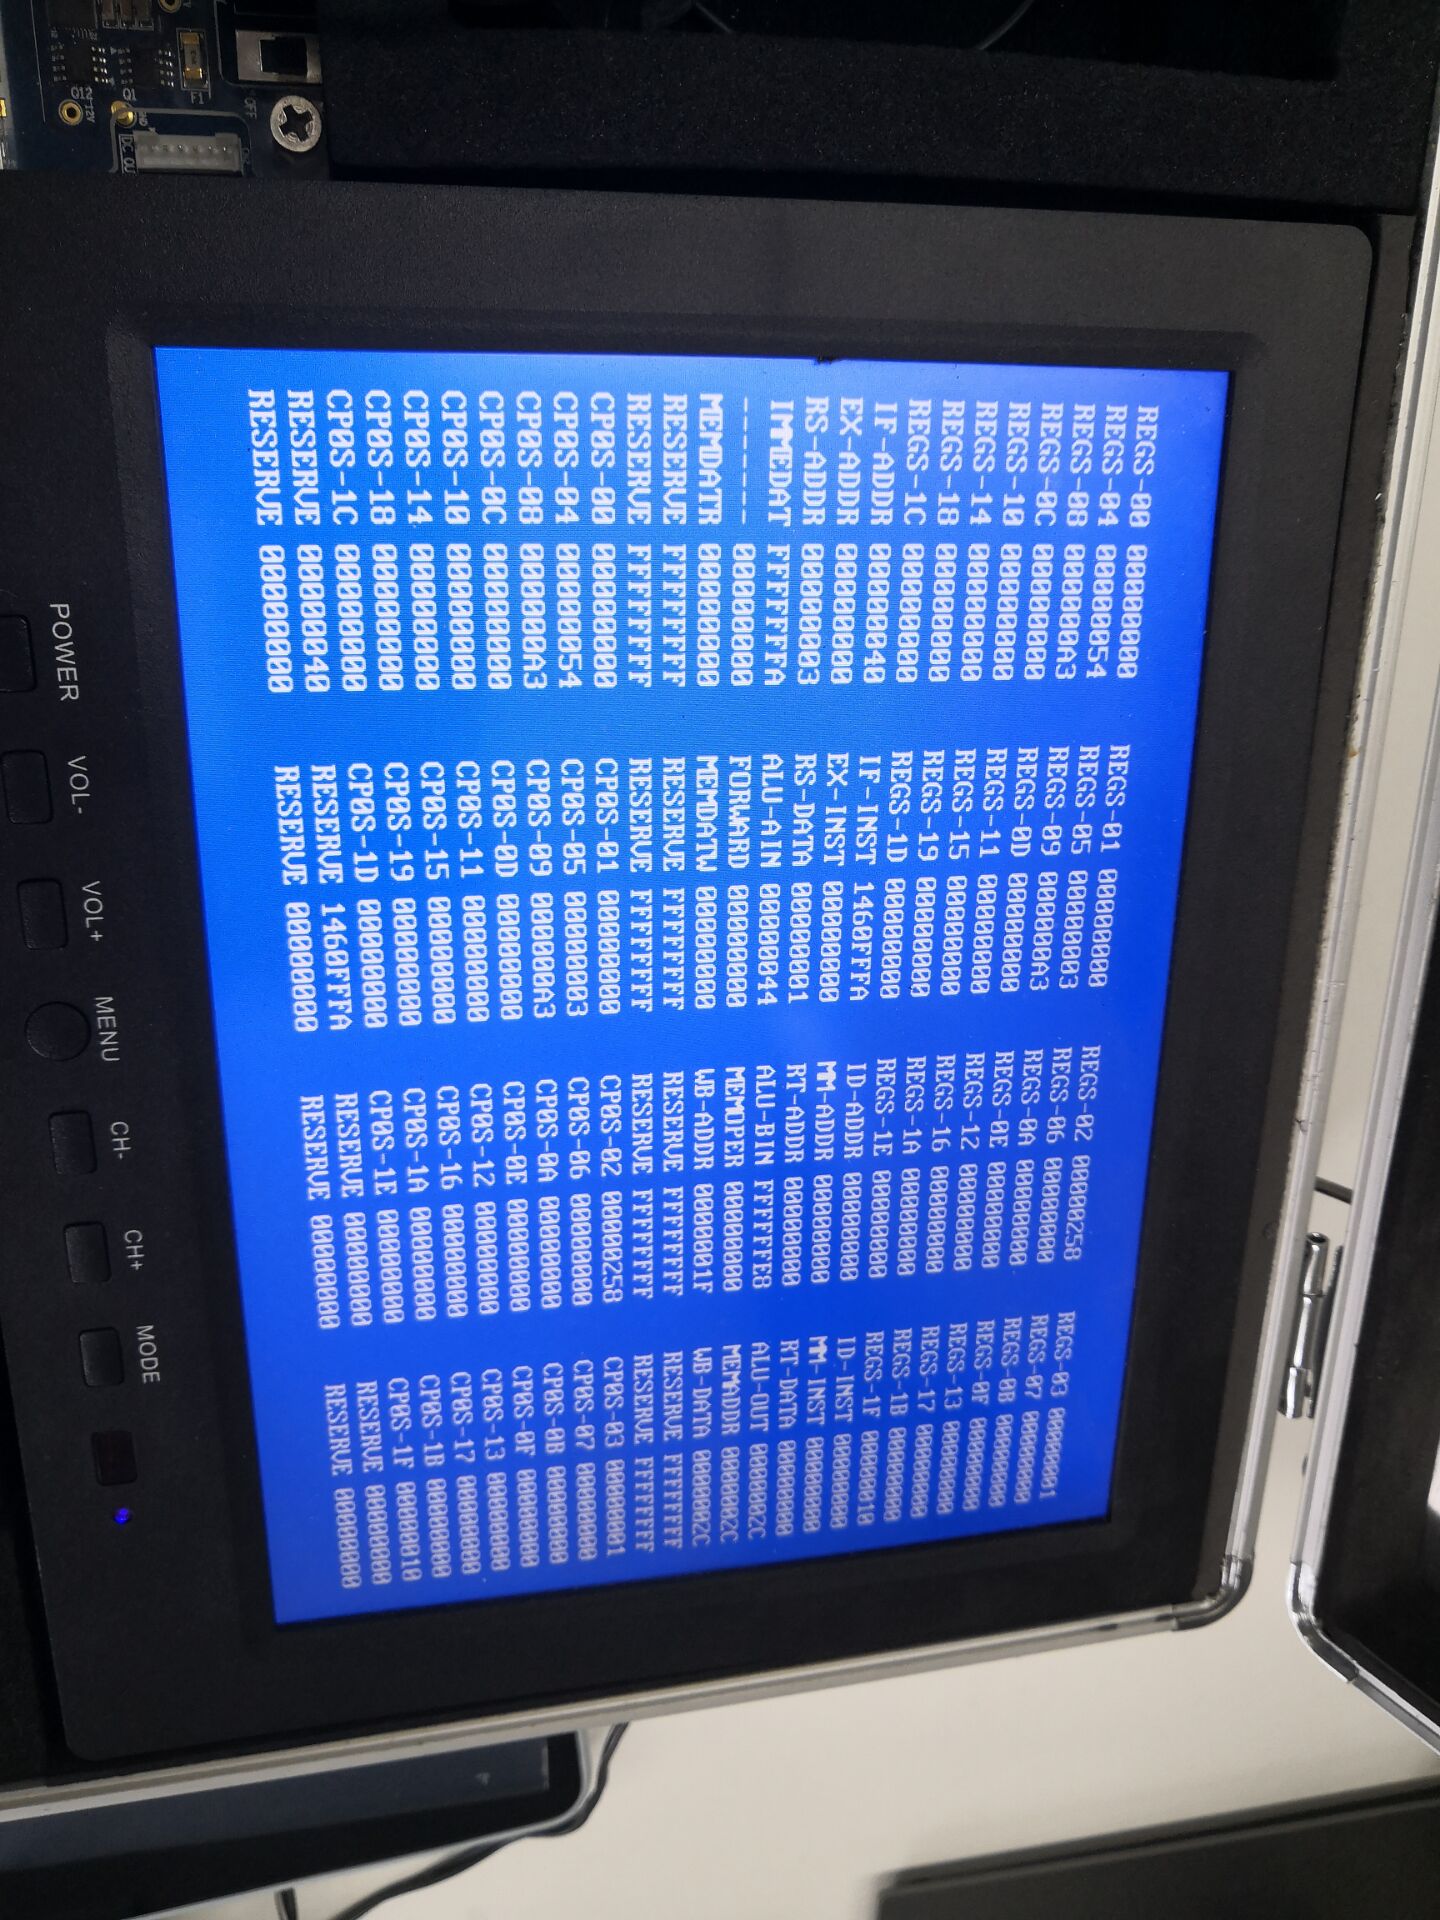 REGS-00 00000000 REGS-01 00000000 REGS-02 00000258 REGS-03 00000001
REGS-04 00000054 REGS-05 00000003 REGS-06 00000000 REGS-07 00000000
REGS-08 000000A3 REGS-09 000000A3 REGS-0A 00000000 REGS-0B 00000000
REGS-0C 00000000 REGS-0D 00000000 REGS-0E 00000000 REGS-0F 00000000
REGS-10 00000000 REGS-11 00000000 REGS-12 00000000 REGS-13 00000000
REGS-14 00000000 REGS-15 00000000 REGS-16 00000000 REGS-17 00000000
REGS-18 00000000 REGS-19 00000000 REGS-1A 00000000 REGS-1B 00000000
REGS-1C 00000000 REGS-1D 00000000 REGS-1E 00000000 REGS-1F 00000010
IF-ADDR 00000040 IF-INST 1460FFFA ID-ADDR 00000000 ID-INST 00000000
EX-ADDR 00000000 EX-INST 00000000 MM-ADDR 00000000 MM-INST 00000000
RS-ADDR 00000003 RS-DATA 00000001 RT-ADDR 00000000 RT-DATA 00000000
IMMEDAT FFFFFFFA ALU-AIN 00000044 ALU-BIN FFFFFFE8 ALU-OUT 0000002C
------- 00000000 FORWARD 00000000 MEMOPER 00000000 MEMADDR 0000002C
MEMDATR 00000000 MEMDATW 00000000 WB-ADDR 0000001F WB-DATA 0000002C
RESERVE FFFFFFFF RESERVE FFFFFFFF RESERVE FFFFFFFF RESERVE FFFFFFFF
RESERVE FFFFFFFF RESERVE FFFFFFFF RESERVE FFFFFFFF RESERVE FFFFFFFF
CP0S-00 00000000 CP0S-01 00000000 CP0S-02 00000258 CP0S-03 00000001
CP0S-04 00000054 CP0S-05 00000003 CP0S-06 00000000 CP0S-07 00000000
CP0S-08 000000A3 CP0S-09 000000A3 CP0S-0A 00000000 CP0S-0B 00000000
CP0S-0C 00000000 CP0S-0D 00000000 CP0S-0E 00000000 CP0S-0F 00000000
CP0S-10 00000000 CP0S-11 00000000 CP0S-12 00000000 CP0S-13 00000000
CP0S-14 00000000 CP0S-15 00000000 CP0S-16 00000000 CP0S-17 00000000
CP0S-18 00000000 CP0S-19 00000000 CP0S-1A 00000000 CP0S-1B 00000000
CP0S-1C 00000000 CP0S-1D 00000000 CP0S-1E 00000000 CP0S-1F 00000010
RESERVE 00000040 RESERVE 1460FFFA RESERVE 00000000 RESERVE 00000000
RESERVE 00000000 RESERVE 00000000 RESERVE 00000000 RESERVE 00000000
POWER VOL- VOL+ MENU CH- CH+ MODE
Q12
Q1
F1
-12V
OFF